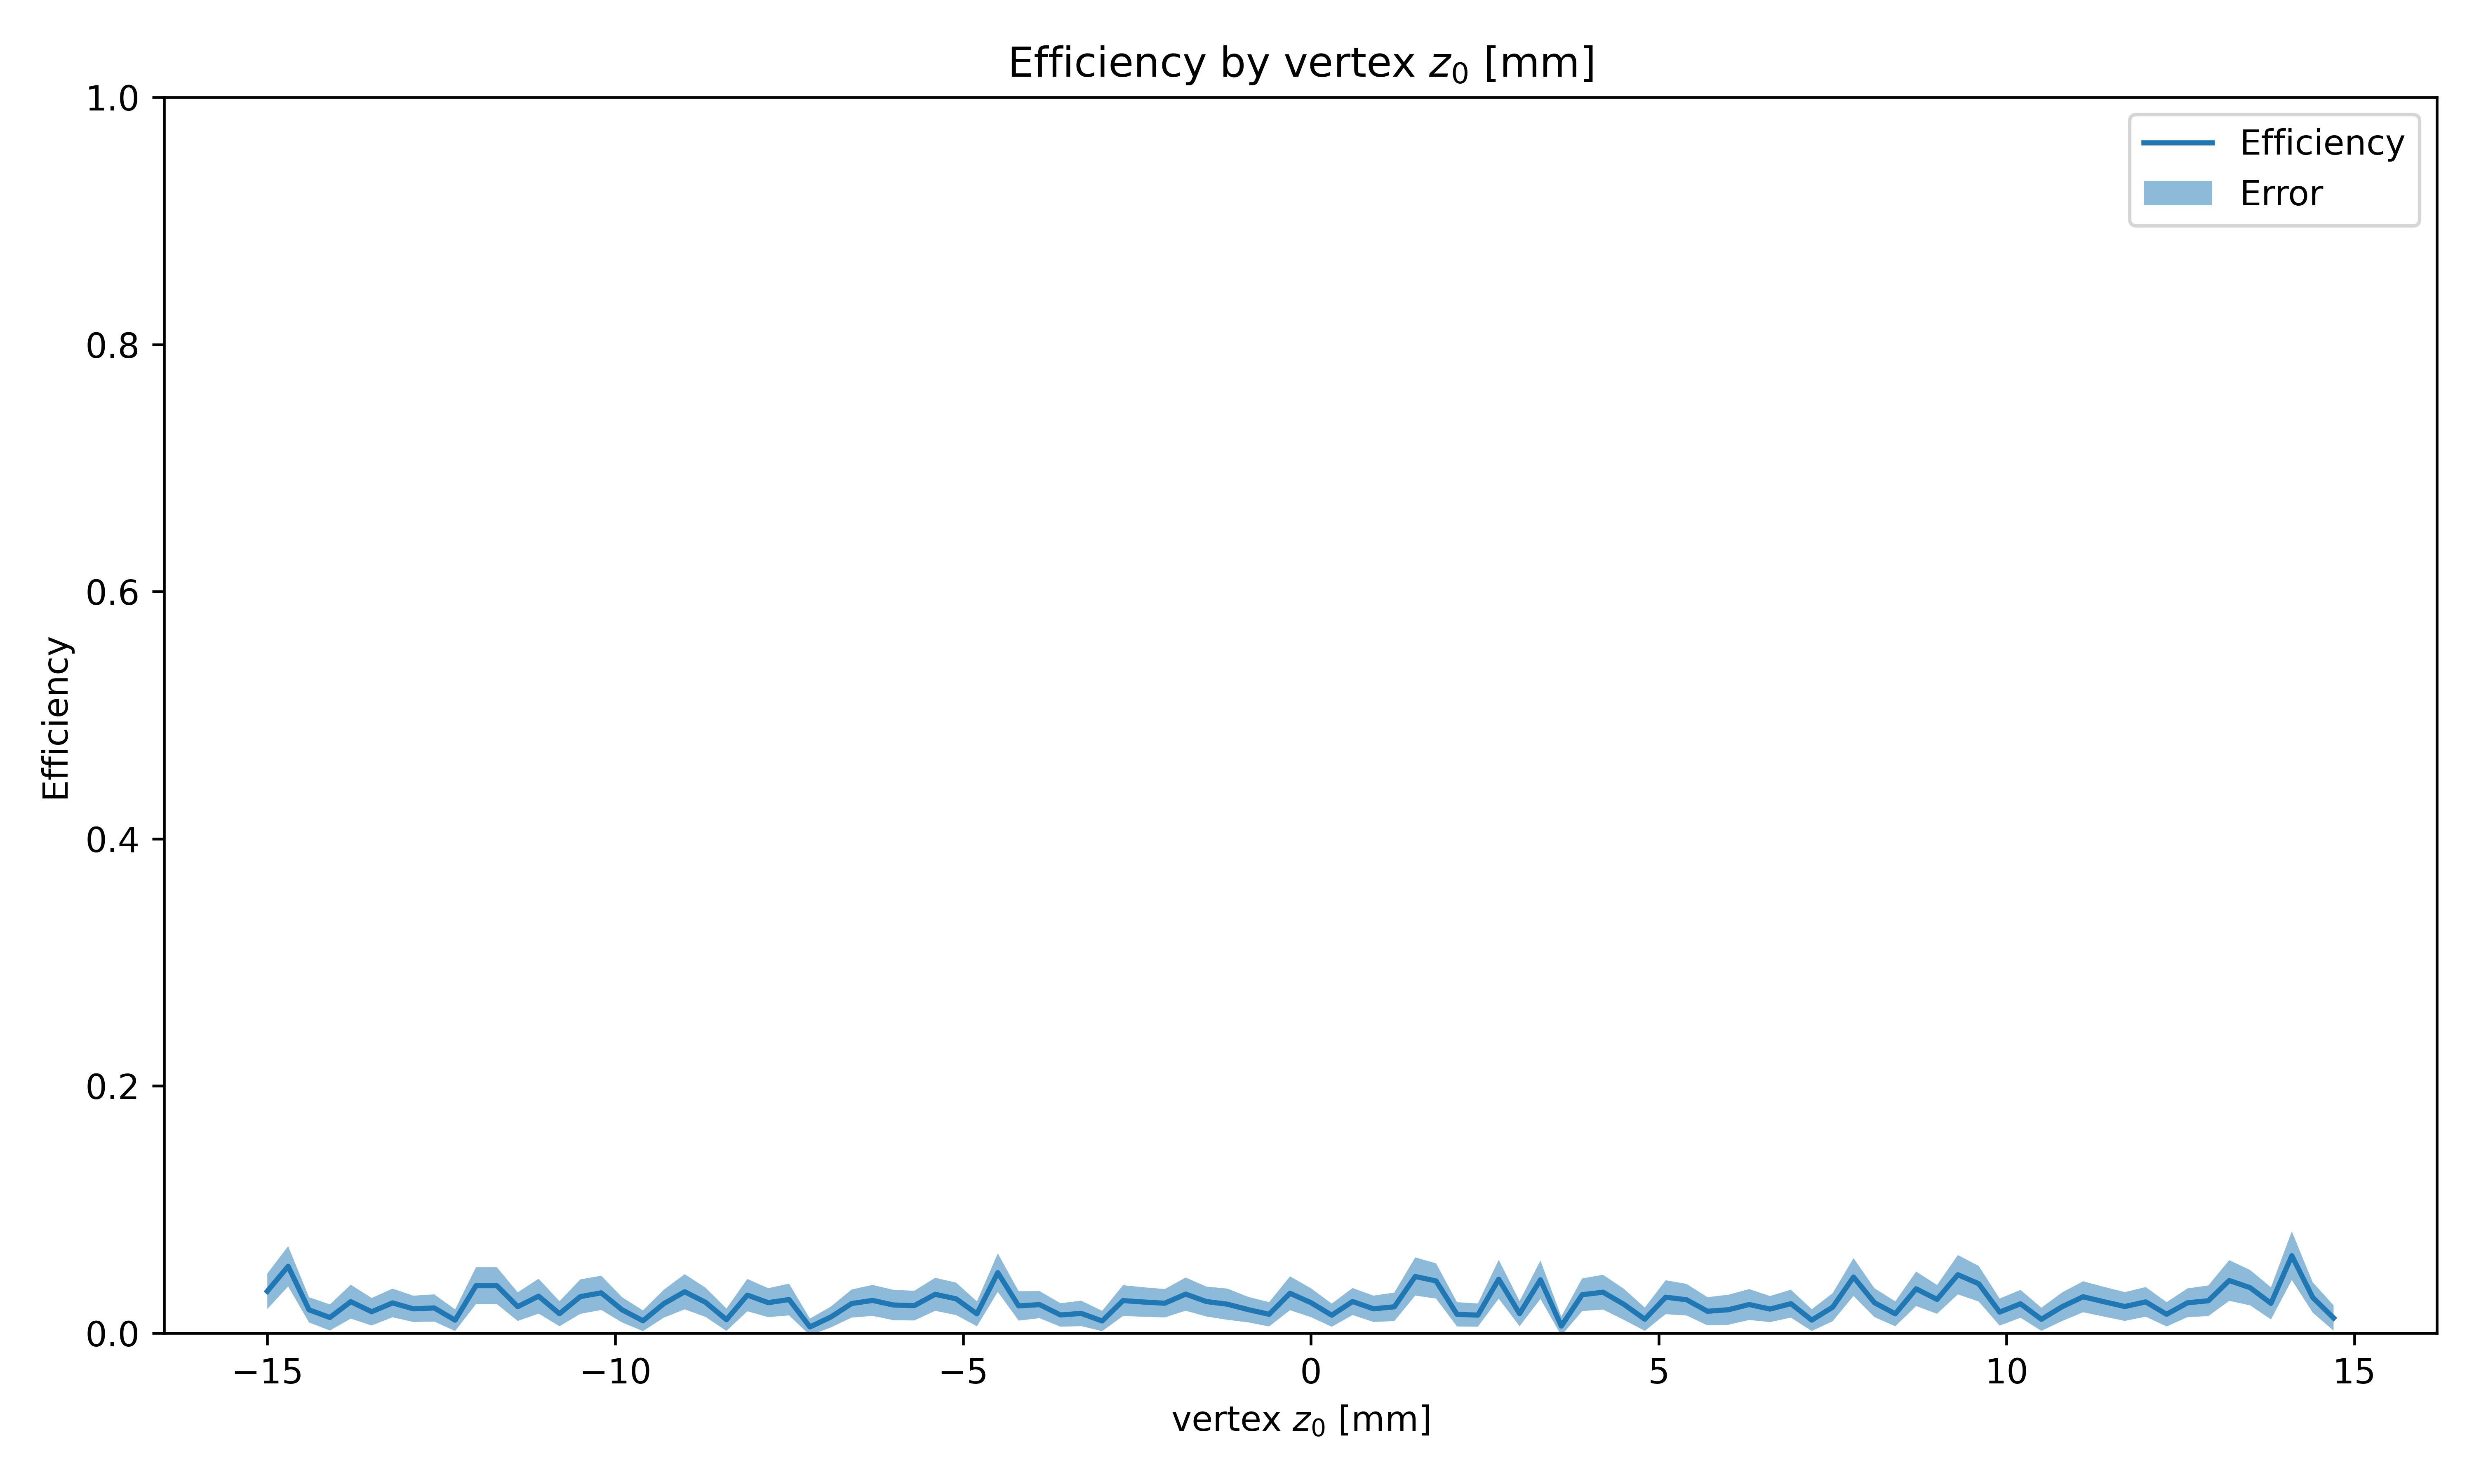 Efficiency by vertex z₀ [mm]
1.0
Efficiency
Error
0.8
0.6
Efficiency
0.4
0.2
0.0
−15 −10 −5 0 5 10 15
vertex z₀ [mm]